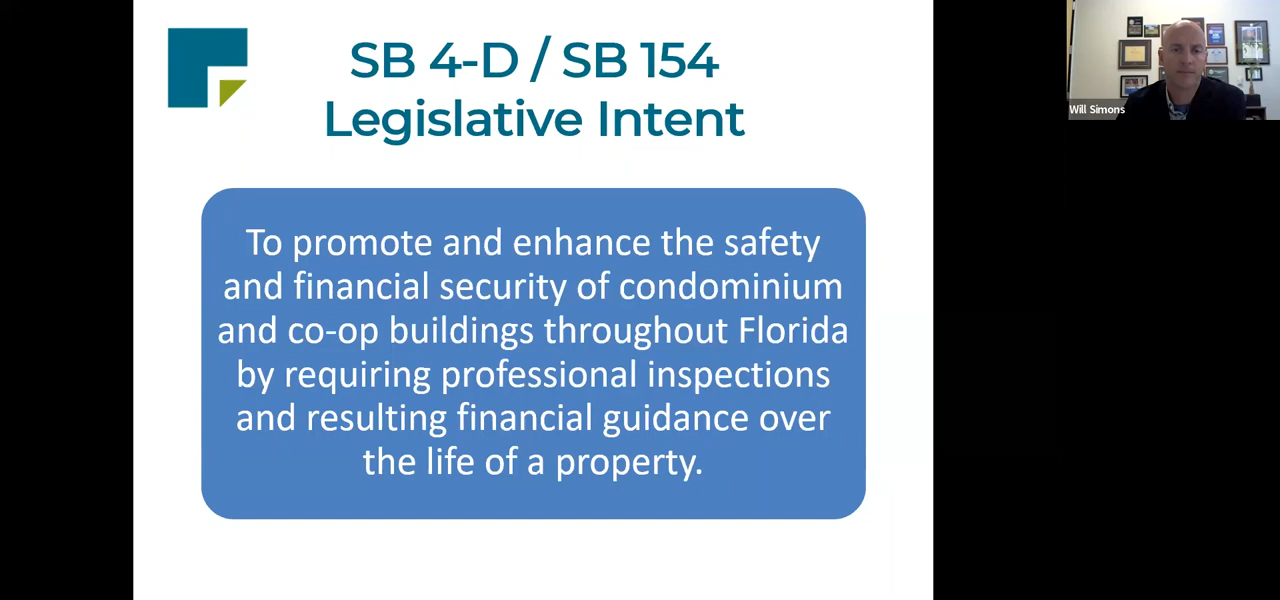 SB 4-D / SB 154
Legislative Intent
To promote and enhance the safety
and financial security of condominium
and co-op buildings throughout Florida
by requiring professional inspections
and resulting financial guidance over
the life of a property.
Will Simons